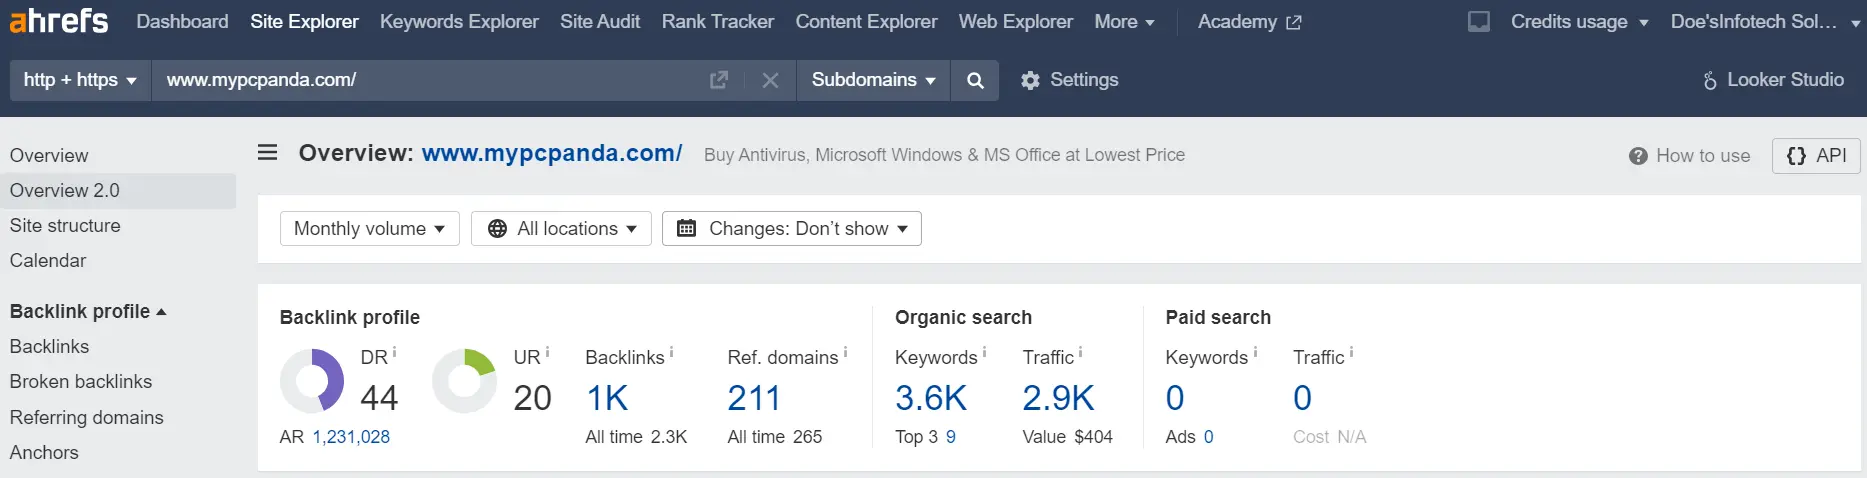 ahrefs Dashboard Site Explorer Keywords Explorer Site Audit Rank Tracker Content Explorer Web Explorer More Academy Credits usage Doe'sInfotech Sol...
http + https www.mypcpanda.com/ Subdomains Settings Looker Studio
Overview
Overview 2.0
Site structure
Calendar
Backlink profile
Backlinks
Broken backlinks
Referring domains
Anchors
Overview: www.mypcpanda.com/ Buy Antivirus, Microsoft Windows & MS Office at Lowest Price How to use {} API
Monthly volume All locations Changes: Don't show
Backlink profile
DR UR Backlinks Ref. domains
44 20 1K 211
AR 1,231,028 All time 2.3K All time 265
Organic search
Keywords Traffic
3.6K 2.9K
Top 3 9 Value $404
Paid search
Keywords Traffic
0 0
Ads 0 Cost N/A